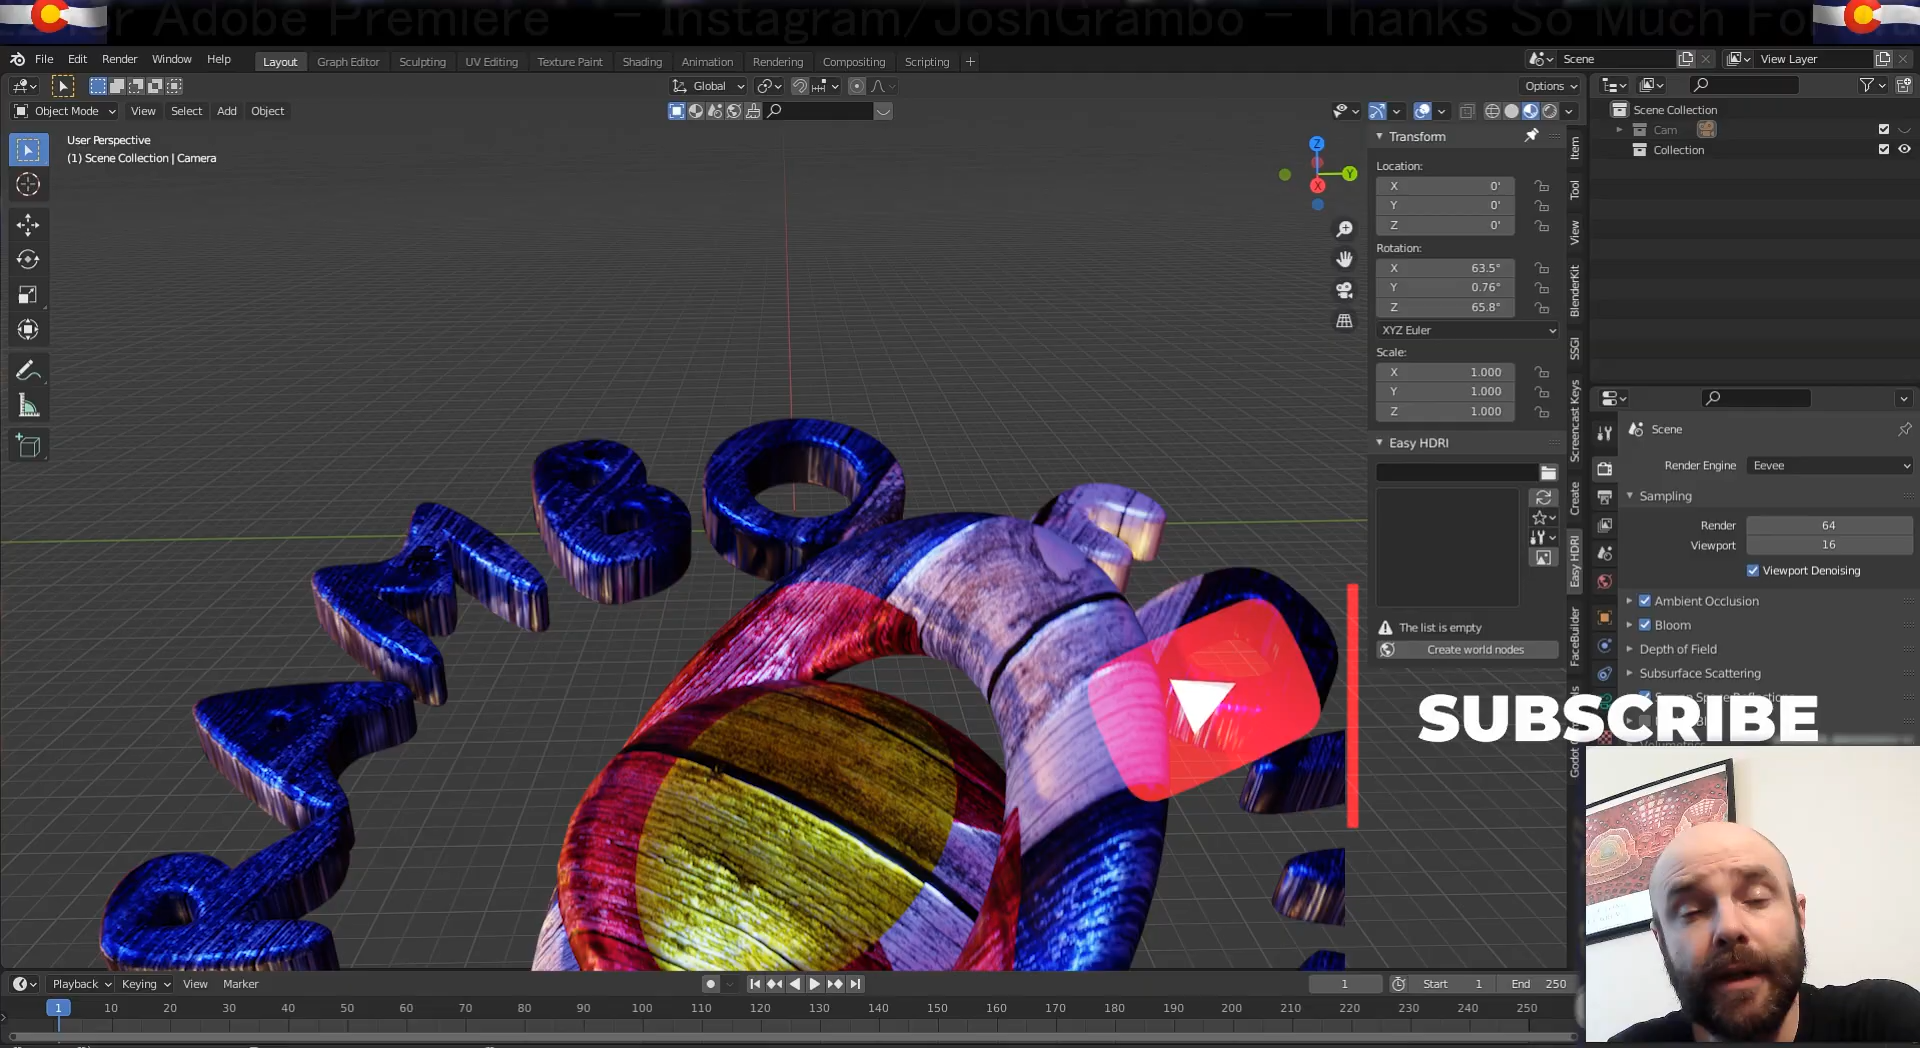 r Adobe Premiere" - Instagram/JoshGrambo - Thanks So Much For
File Edit Render Window Help
Layout Graph Editor Sculpting UV Editing Texture Paint Shading Animation Rendering Compositing Scripting +
Scene View Layer
Global Options
Object Mode View Select Add Object
User Perspective
(1) Scene Collection | Camera
Z
Y
X
Transform
Location:
X 0'
Y 0'
Z 0'
Rotation:
X 63.5°
Y 0.76°
Z 65.8°
XYZ Euler
Scale:
X 1.000
Y 1.000
Z 1.000
Easy HDRI
The list is empty
Create world nodes
Item
Tool
View
BlenderKit
SSGI
Screencast Keys
Create
Easy HDRI
FaceBuilder
Scene Collection
Cam
Collection
Scene
Render Engine Eevee
Sampling
Render 64
Viewport 16
Viewport Denoising
Ambient Occlusion
Bloom
Depth of Field
Subsurface Scattering
SUBSCRIBE
RAMBO
Playback Keying View Marker
1 Start 1 End 250
1 10 20 30 40 50 60 70 80 90 100 110 120 130 140 150 160 170 180 190 200 210 220 230 240 250